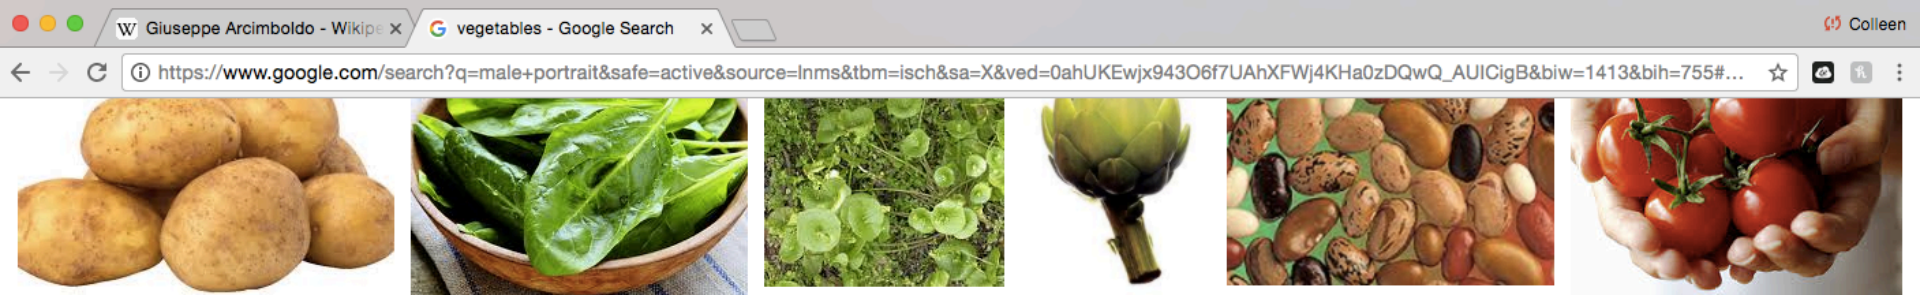 W Giuseppe Arcimboldo - Wikipe
G vegetables - Google Search
Colleen
https://www.google.com/search?q=male+portrait&safe=active&source=lnms&tbm=isch&sa=X&ved=0ahUKEwjx943O6f7UAhXFWj4KHa0zDQwQ_AUICigB&biw=1413&bih=755#...